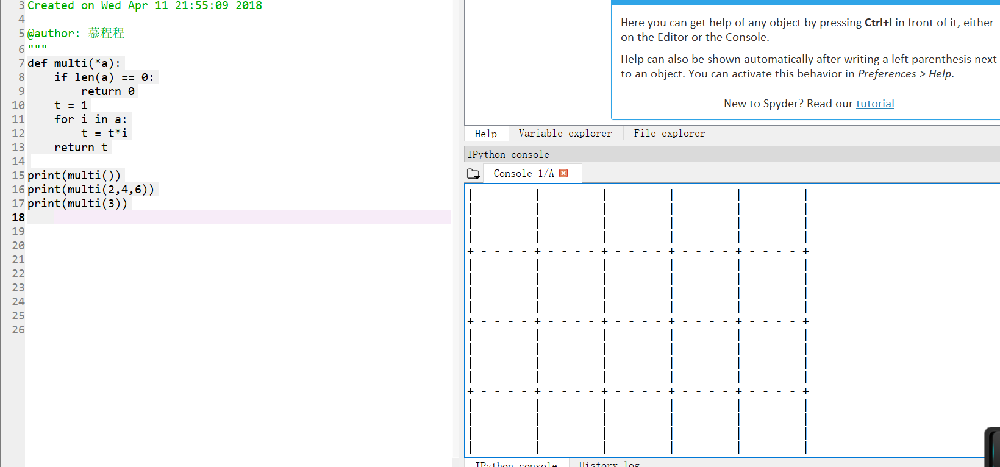 3 Created on Wed Apr 11 21:55:09 2018
4
5 @author: 慕程程
6 """
7 def multi(*a):
8     if len(a) == 0:
9         return 0
10     t = 1
11     for i in a:
12         t = t*i
13     return t
14
15 print(multi())
16 print(multi(2,4,6))
17 print(multi(3))
18
19
20
21
22
23
24
25
26
Here you can get help of any object by pressing Ctrl+I in front of it, either
on the Editor or the Console.
Help can also be shown automatically after writing a left parenthesis next
to an object. You can activate this behavior in Preferences > Help.
New to Spyder? Read our tutorial
Help Variable explorer File explorer
IPython console
Console 1/A
|         |         |         |         |         |
|         |         |         |         |         |
|         |         |         |         |         |
|         |         |         |         |         |
+ - - - - + - - - - + - - - - + - - - - + - - - - +
|         |         |         |         |         |
|         |         |         |         |         |
|         |         |         |         |         |
|         |         |         |         |         |
+ - - - - + - - - - + - - - - + - - - - + - - - - +
|         |         |         |         |         |
|         |         |         |         |         |
|         |         |         |         |         |
|         |         |         |         |         |
+ - - - - + - - - - + - - - - + - - - - + - - - - +
|         |         |         |         |         |
|         |         |         |         |         |
|         |         |         |         |         |
|         |         |         |         |         |
IPython console History log